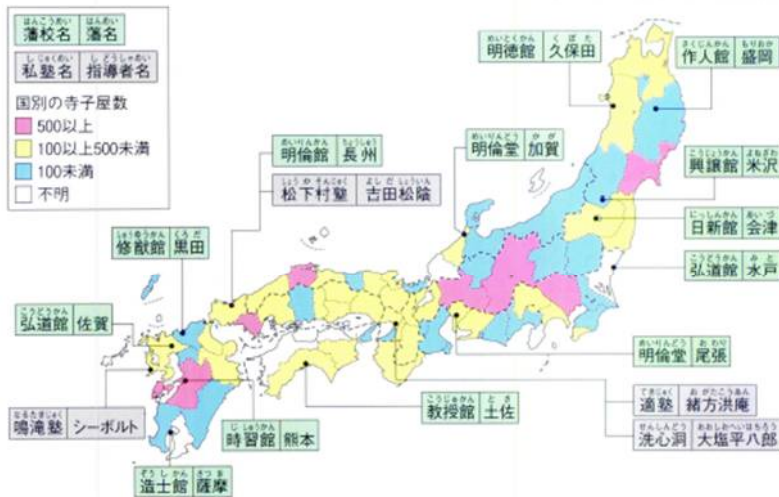 はんこうめい はんめい
藩校名 藩名
しじゅくめい しどうしゃめい
私塾名 指導者名
国別の寺子屋数
500以上
100以上500未満
100未満
不明
めいとくかん くぼた
明徳館 久保田
さくじんかん もりおか
作人館 盛岡
めいりんかん ちょうしゅう
明倫館 長州
しょうかそんじゅく よしだしょういん
松下村塾 吉田松陰
めいりんどう かが
明倫堂 加賀
こうじょうかん よねざわ
興譲館 米沢
にっしんかん あいづ
日新館 会津
しゅうゆうかん くろだ
修猷館 黒田
こうどうかん みと
弘道館 水戸
こうどうかん さが
弘道館 佐賀
めいりんどう おわり
明倫堂 尾張
なるたきじゅく
鳴滝塾 シーボルト
じしゅうかん くまもと
時習館 熊本
こうじゅかん とさ
教授館 土佐
てきじゅく おがたこうあん
適塾 緒方洪庵
せんしんどう おおしおへいはちろう
洗心洞 大塩平八郎
ぞうしかん さつま
造士館 薩摩